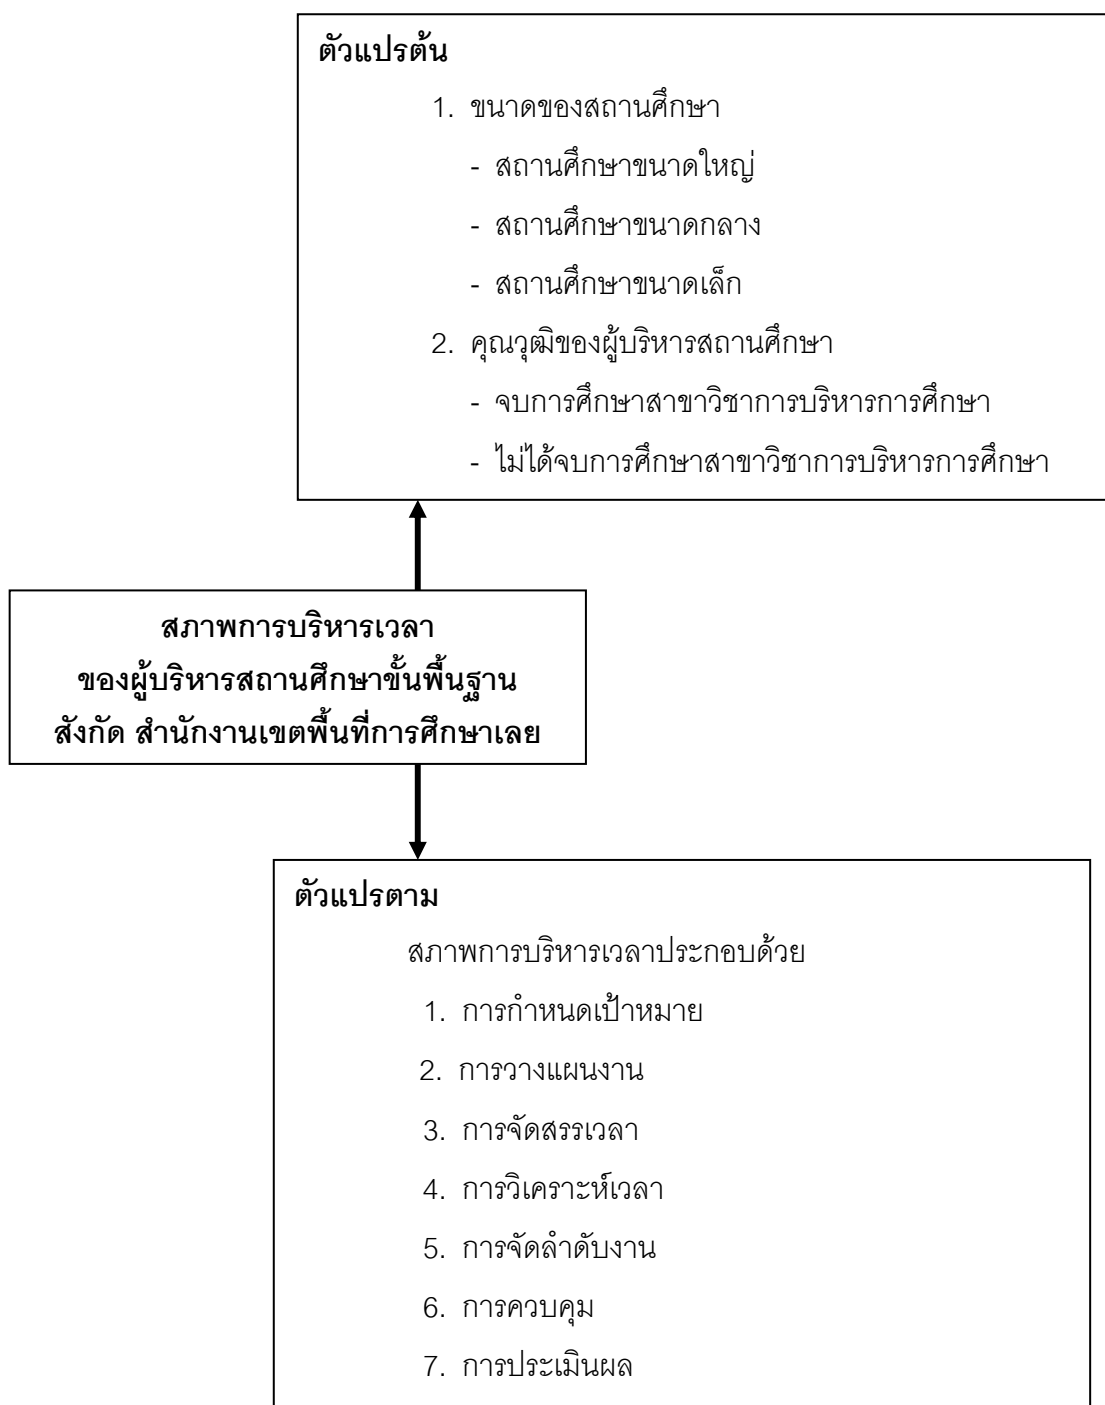 ตัวแปรต้น
1. ขนาดของสถานศึกษา
- สถานศึกษาขนาดใหญ่
- สถานศึกษาขนาดกลาง
- สถานศึกษาขนาดเล็ก
2. คุณวุฒิของผู้บริหารสถานศึกษา
- จบการศึกษาสาขาวิชาการบริหารการศึกษา
- ไม่ได้จบการศึกษาสาขาวิชาการบริหารการศึกษา
สภาพการบริหารเวลา
ของผู้บริหารสถานศึกษาขั้นพื้นฐาน
สังกัด สำนักงานเขตพื้นที่การศึกษาเลย
ตัวแปรตาม
สภาพการบริหารเวลาประกอบด้วย
1. การกำหนดเป้าหมาย
2. การวางแผนงาน
3. การจัดสรรเวลา
4. การวิเคราะห์เวลา
5. การจัดลำดับงาน
6. การควบคุม
7. การประเมินผล